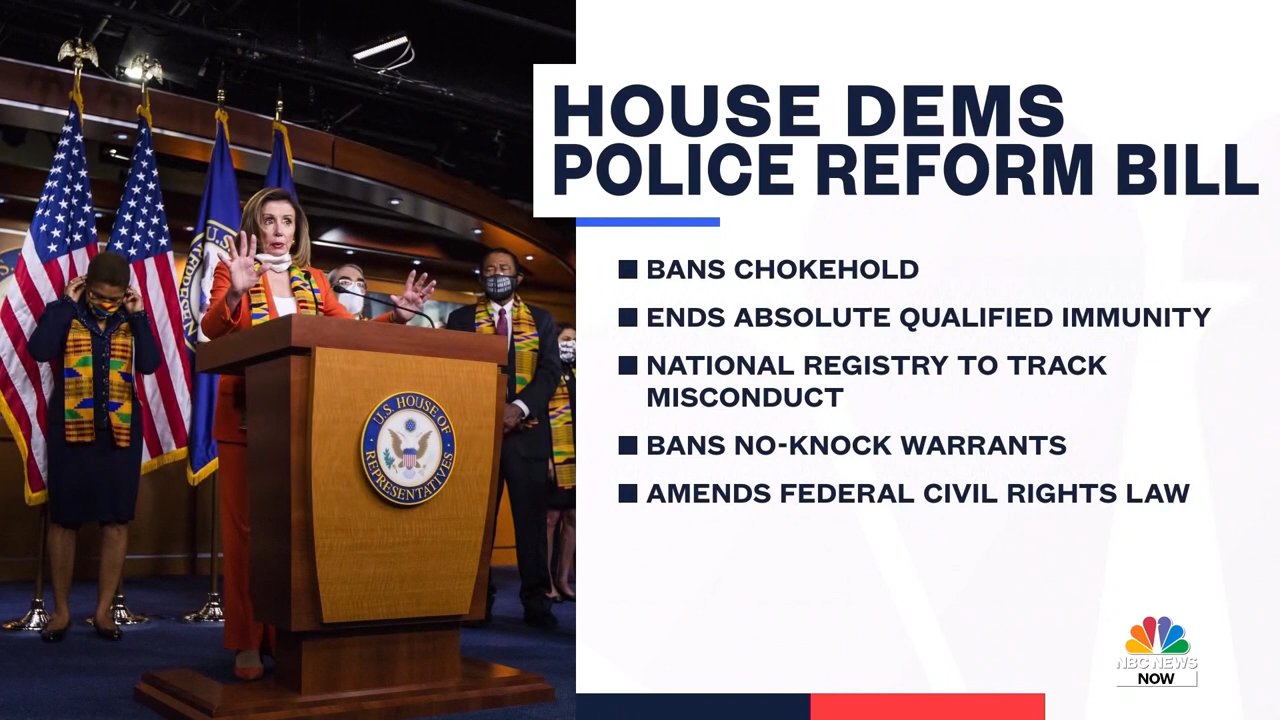 HOUSE DEMS
POLICE REFORM BILL
BANS CHOKEHOLD
ENDS ABSOLUTE QUALIFIED IMMUNITY
NATIONAL REGISTRY TO TRACK
MISCONDUCT
BANS NO-KNOCK WARRANTS
AMENDS FEDERAL CIVIL RIGHTS LAW
U.S. HOUSE OF
REPRESENTATIVES
NBC NEWS
NOW